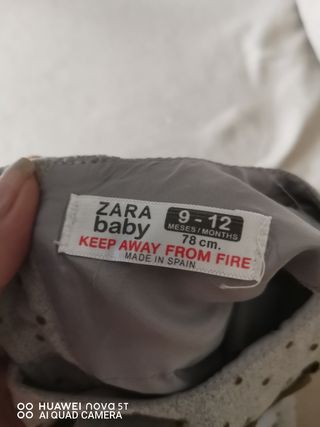 ZARA
baby
9 - 12
MESES/MONTHS
78 cm.
KEEP AWAY FROM FIRE
MADE IN SPAIN
HUAWEI nova 5T
AI QUAD CAMERA